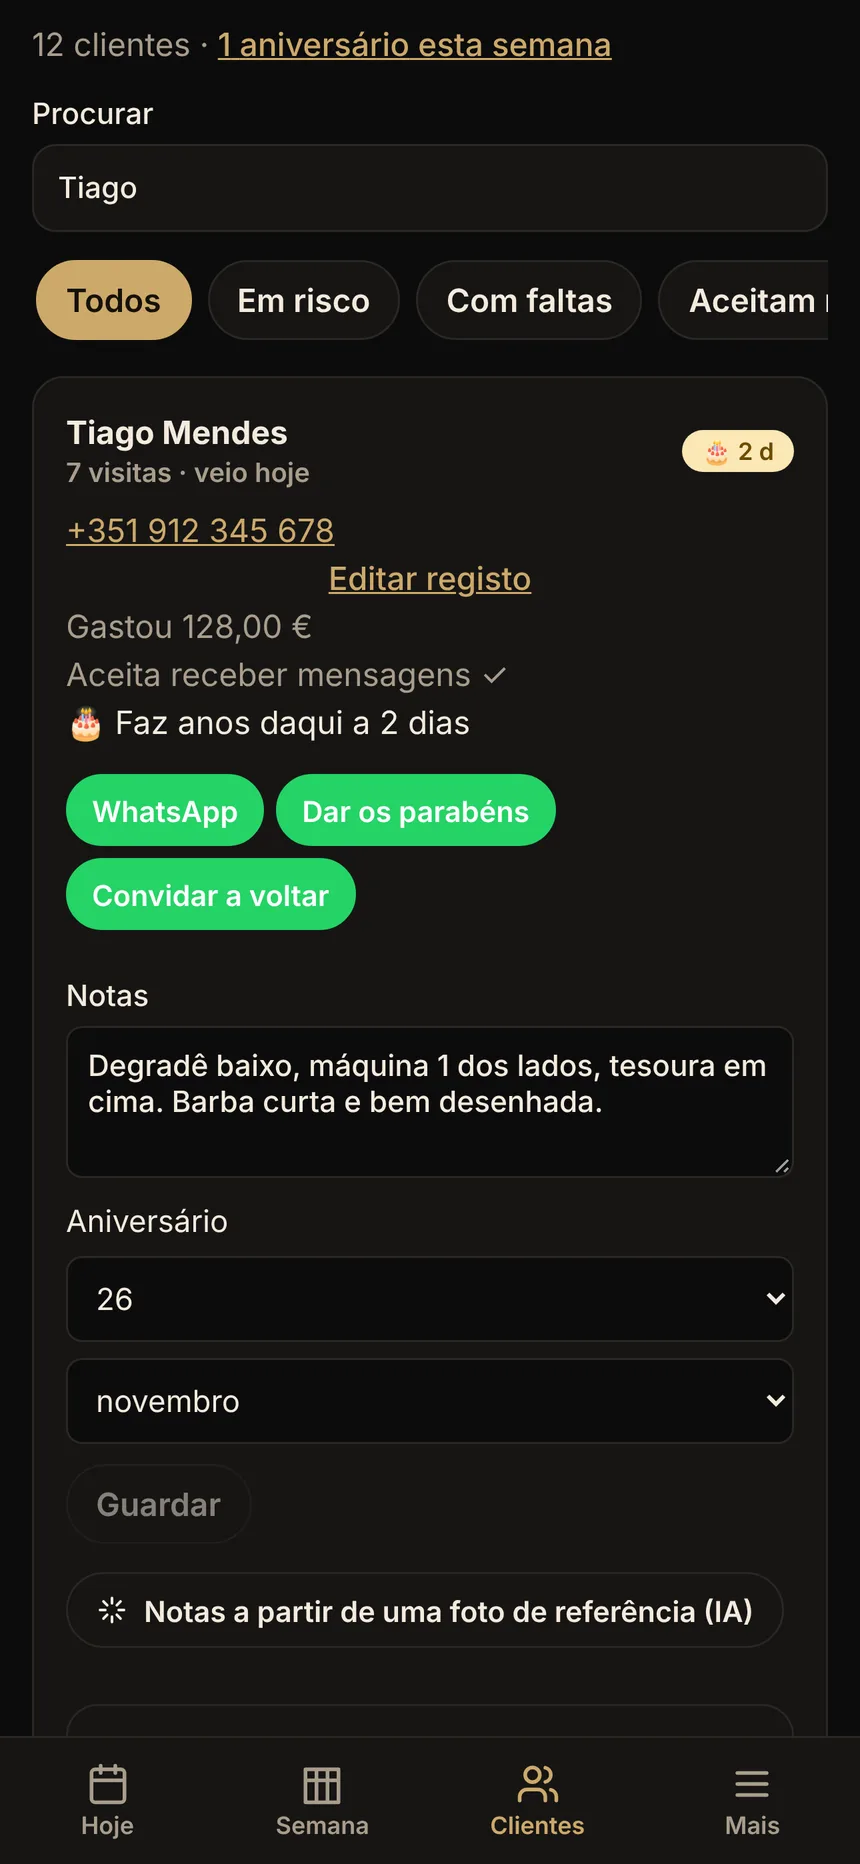 12 clientes · 1 aniversário esta semana
Procurar
Tiago
Todos
Em risco
Com faltas
Aceitam
Tiago Mendes
🎂 2 d
7 visitas · veio hoje
+351 912 345 678
Editar registo
Gastou 128,00 €
Aceita receber mensagens ✓
🎂 Faz anos daqui a 2 dias
WhatsApp
Dar os parabéns
Convidar a voltar
Notas
Degradê baixo, máquina 1 dos lados, tesoura em
cima. Barba curta e bem desenhada.
Aniversário
26
novembro
Guardar
Notas a partir de uma foto de referência (IA)
Hoje
Semana
Clientes
Mais